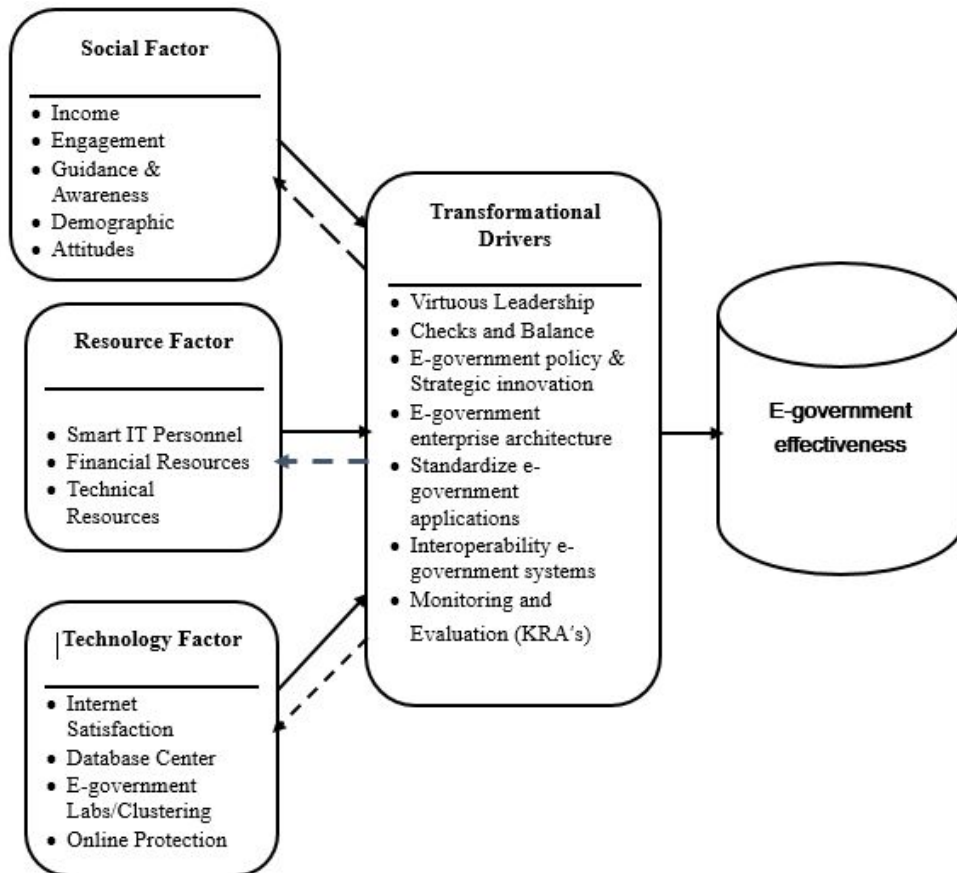 Social Factor
• Income
• Engagement
• Guidance &
Awareness
• Demographic
• Attitudes
Resource Factor
• Smart IT Personnel
• Financial Resources
• Technical
Resources
Technology Factor
• Internet
Satisfaction
• Database Center
• E-government
Labs/Clustering
• Online Protection
Transformational
Drivers
• Virtuous Leadership
• Checks and Balance
• E-government policy &
Strategic innovation
• E-government
enterprise architecture
• Standardize e-
government
applications
• Interoperability e-
government systems
• Monitoring and
Evaluation (KRA’s)
E-government
effectiveness